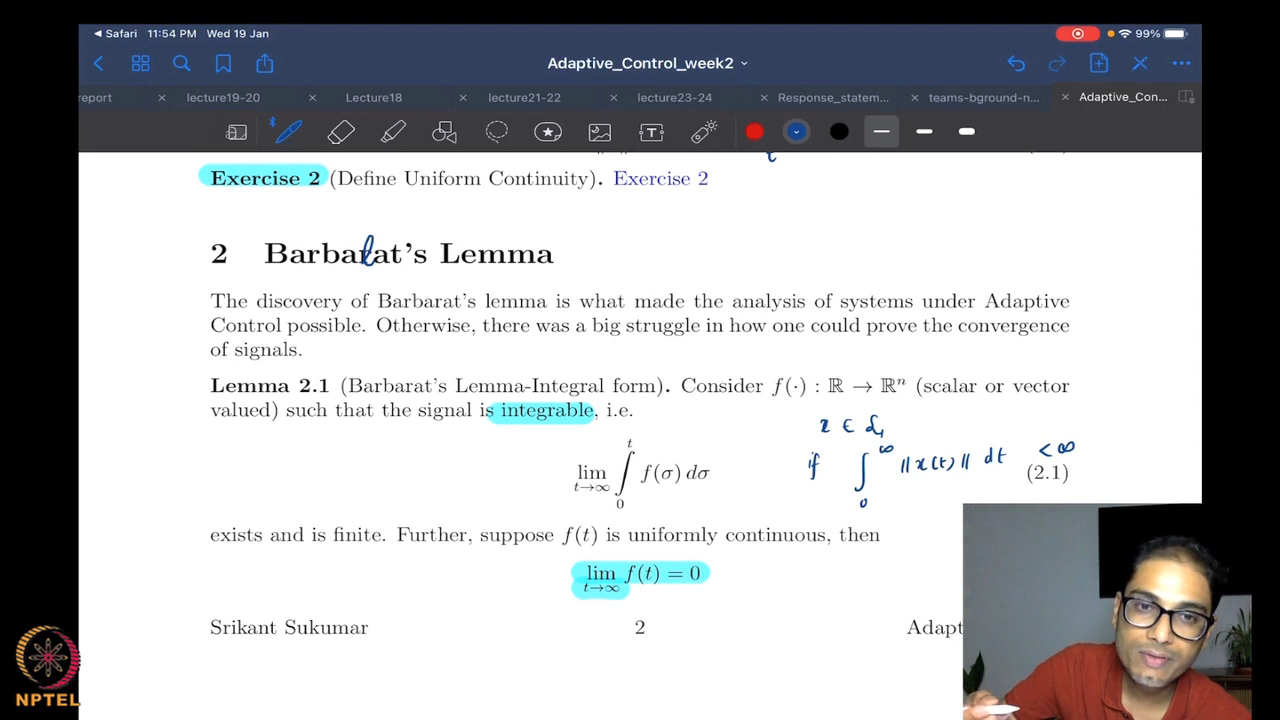 Safari 11:54 PM Wed 19 Jan 99%
Adaptive_Control_week2
report lecture19-20 Lecture18 lecture21-22 lecture23-24 Response_statem... teams-bground-n... Adaptive_Con...
Exercise 2 (Define Uniform Continuity). Exercise 2
2 Barbalat's Lemma
The discovery of Barbarat's lemma is what made the analysis of systems under Adaptive
Control possible. Otherwise, there was a big struggle in how one could prove the convergence
of signals.
Lemma 2.1 (Barbarat's Lemma-Integral form). Consider f(·) : ℝ → ℝⁿ (scalar or vector
valued) such that the signal is integrable, i.e.
x ∈ ℒ₁
lim t→∞ ∫₀ᵗ f(σ) dσ if ∫₀^∞ ||x(t)|| dt < ∞ (2.1)
exists and is finite. Further, suppose f(t) is uniformly continuous, then
lim t→∞ f(t) = 0
Srikant Sukumar 2 Adapt
NPTEL